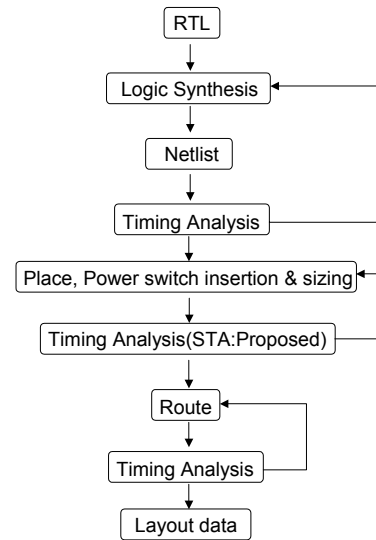 RTL
Logic Synthesis
Netlist
Timing Analysis
Place, Power switch insertion & sizing
Timing Analysis(STA:Proposed)
Route
Timing Analysis
Layout data